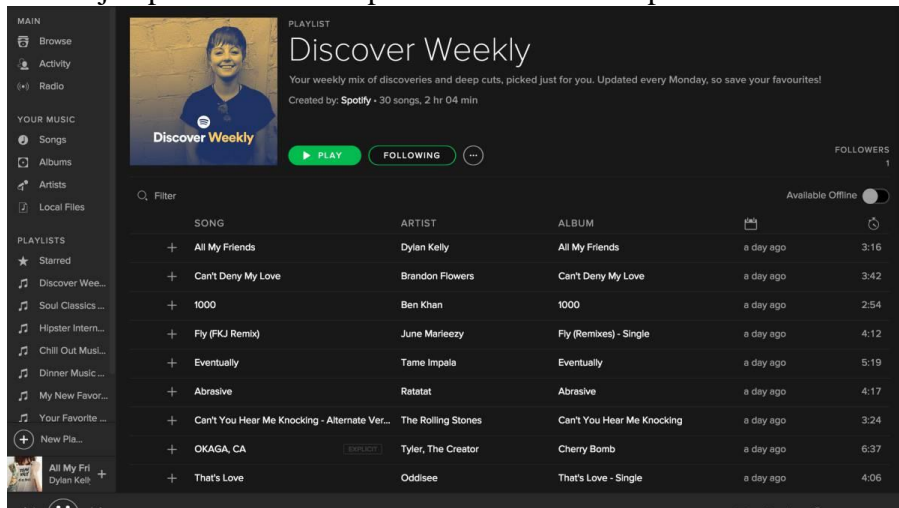 MAIN
Browse
Activity
Radio
YOUR MUSIC
Songs
Albums
Artists
Local Files
PLAYLISTS
Starred
Discover Wee...
Soul Classics ...
Hipster Intern...
Chill Out Musi...
Dinner Music ...
My New Favor...
Your Favorite ...
New Pla...
All My Fri
Dylan Kell
Discover Weekly
PLAYLIST
Discover Weekly
Your weekly mix of discoveries and deep cuts, picked just for you. Updated every Monday, so save your favourites!
Created by: Spotify • 30 songs, 2 hr 04 min
PLAY FOLLOWING
FOLLOWERS
1
Filter Available Offline
SONG ARTIST ALBUM
All My Friends Dylan Kelly All My Friends a day ago 3:16
Can't Deny My Love Brandon Flowers Can't Deny My Love a day ago 3:42
1000 Ben Khan 1000 a day ago 2:54
Fly (FKJ Remix) June Marieezy Fly (Remixes) - Single a day ago 4:12
Eventually Tame Impala Eventually a day ago 5:19
Abrasive Ratatat Abrasive a day ago 4:17
Can't You Hear Me Knocking - Alternate Ver... The Rolling Stones Can't You Hear Me Knocking a day ago 3:24
OKAGA, CA EXPLICIT Tyler, The Creator Cherry Bomb a day ago 6:37
That's Love Oddisee That's Love - Single a day ago 4:06